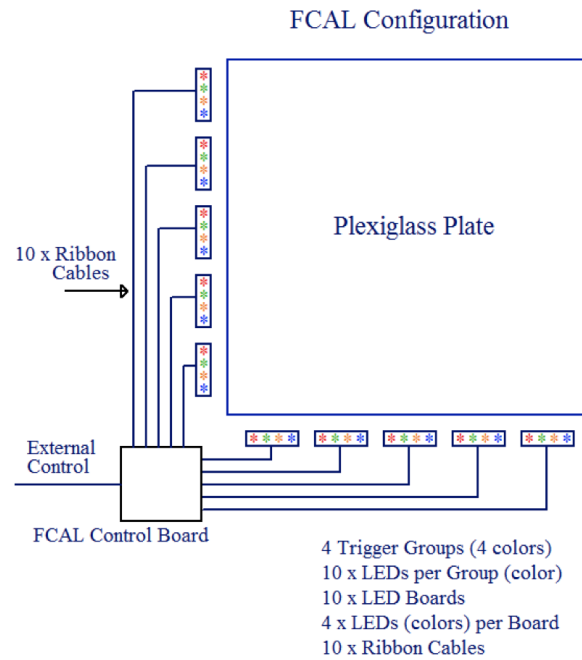 FCAL Configuration
Plexiglass Plate
10 x Ribbon
Cables
External
Control
FCAL Control Board
4 Trigger Groups (4 colors)
10 x LEDs per Group (color)
10 x LED Boards
4 x LEDs (colors) per Board
10 x Ribbon Cables